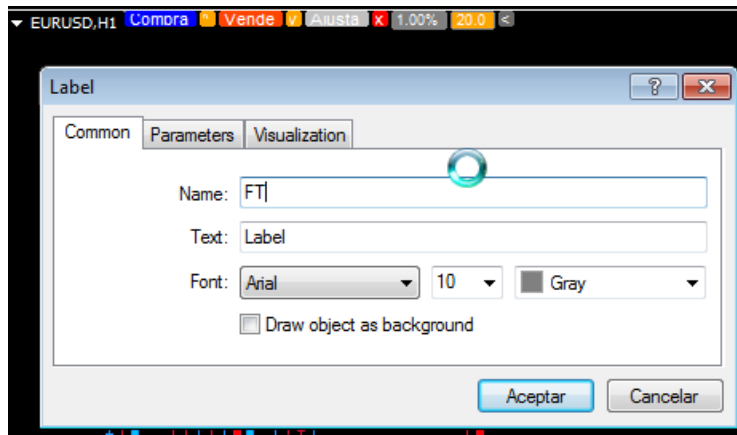 EURUSD,H1 Compra ^ Vende v Ajusta x 1.00% 20.0 <
Label
Common Parameters Visualization
Name: FT
Text: Label
Font: Arial 10 Gray
Draw object as background
Aceptar Cancelar